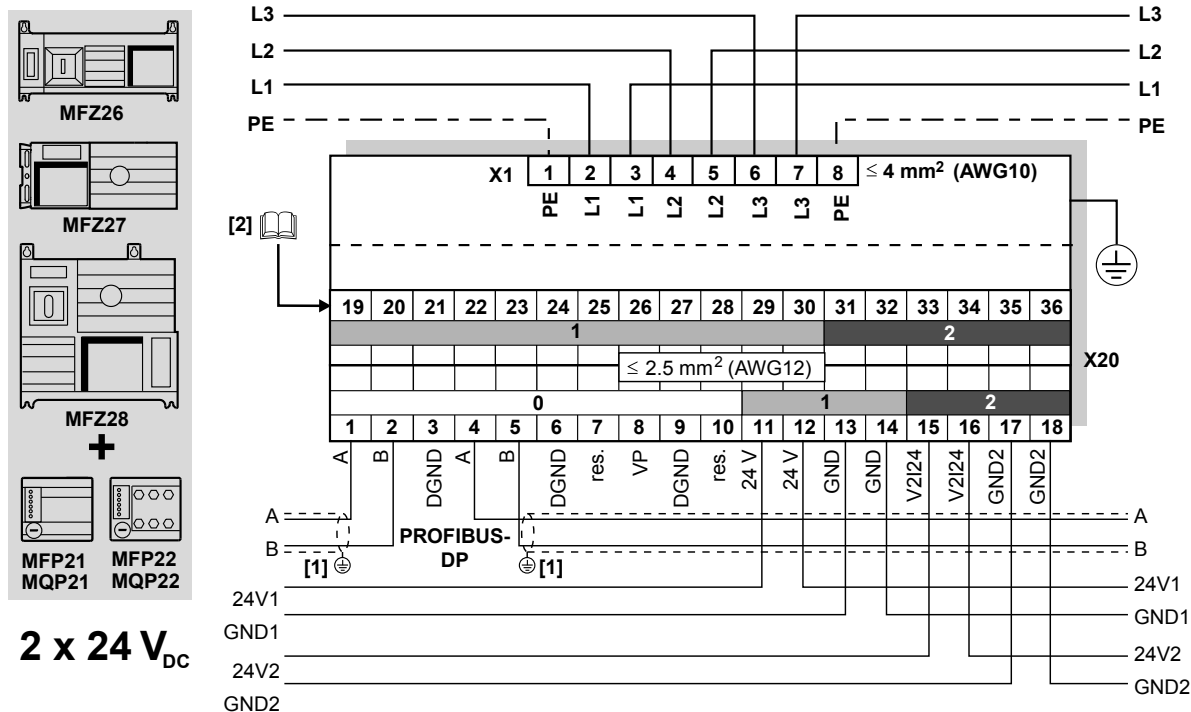 MFZ26
MFZ27
MFZ28
+
MFP21 MFP22
MQP21 MQP22
2 x 24 V DC
L3 L3
L2 L2
L1 L1
PE PE
X1 1 2 3 4 5 6 7 8 ≤ 4 mm² (AWG10)
PE L1 L1 L2 L2 L3 L3 PE
[2]
19 20 21 22 23 24 25 26 27 28 29 30 31 32 33 34 35 36
1 2
≤ 2.5 mm² (AWG12) X20
0 1 2
1 2 3 4 5 6 7 8 9 10 11 12 13 14 15 16 17 18
A B DGND A B DGND res. VP DGND res. 24 V 24 V GND GND V2I24 V2I24 GND2 GND2
A A
B PROFIBUS- B
[1] DP [1]
24V1 24V1
GND1 GND1
24V2 24V2
GND2 GND2